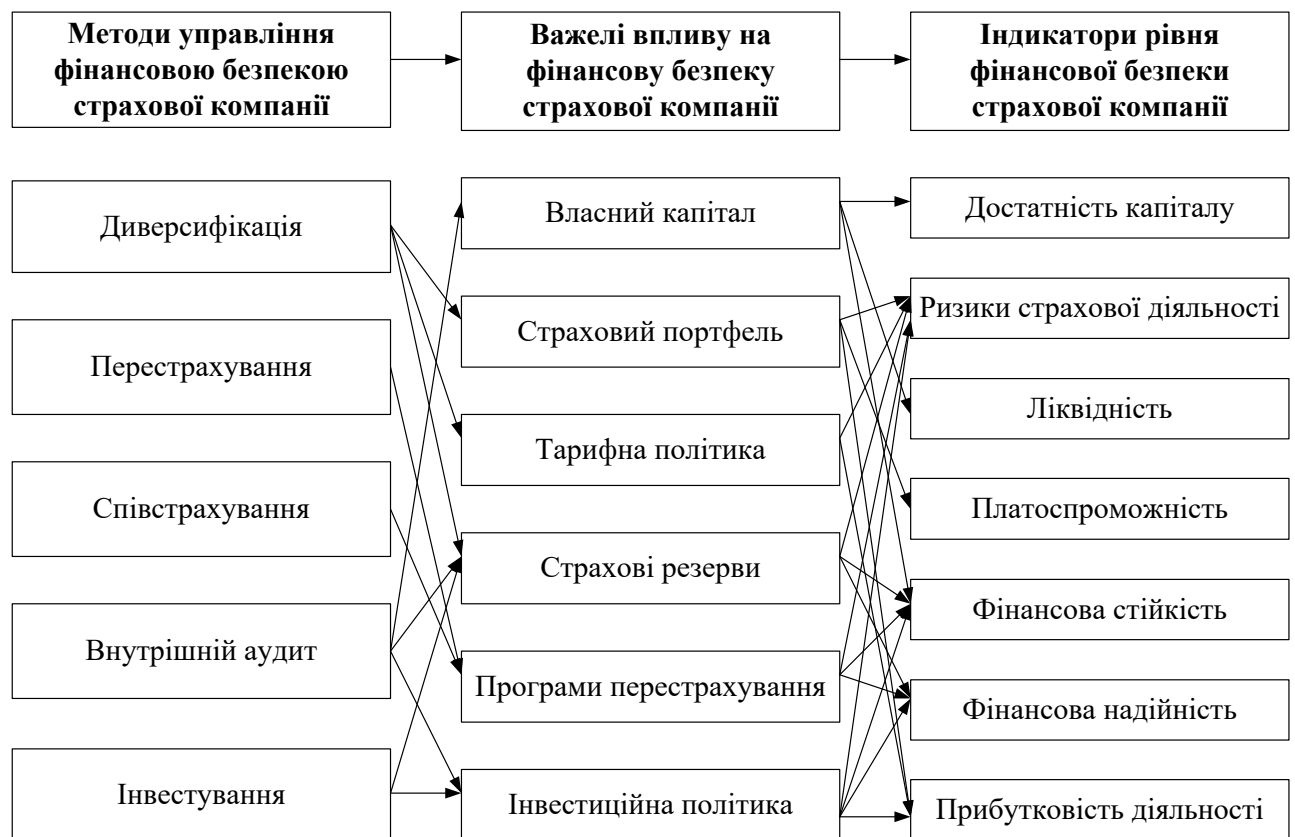 Методи управління
фінансовою безпекою
страхової компанії
Важелі впливу на
фінансову безпеку
страхової компанії
Індикатори рівня
фінансової безпеки
страхової компанії
Диверсифікація
Перестрахування
Співстрахування
Внутрішній аудит
Інвестування
Власний капітал
Страховий портфель
Тарифна політика
Страхові резерви
Програми перестрахування
Інвестиційна політика
Достатність капіталу
Ризики страхової діяльності
Ліквідність
Платоспроможність
Фінансова стійкість
Фінансова надійність
Прибутковість діяльності